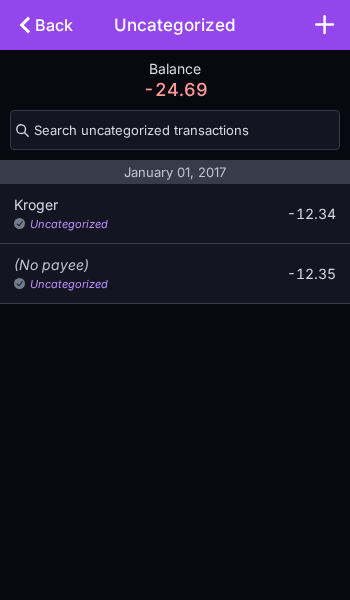 Back Uncategorized
Balance
-24.69
Search uncategorized transactions
January 01, 2017
Kroger
Uncategorized
-12.34
(No payee)
Uncategorized
-12.35